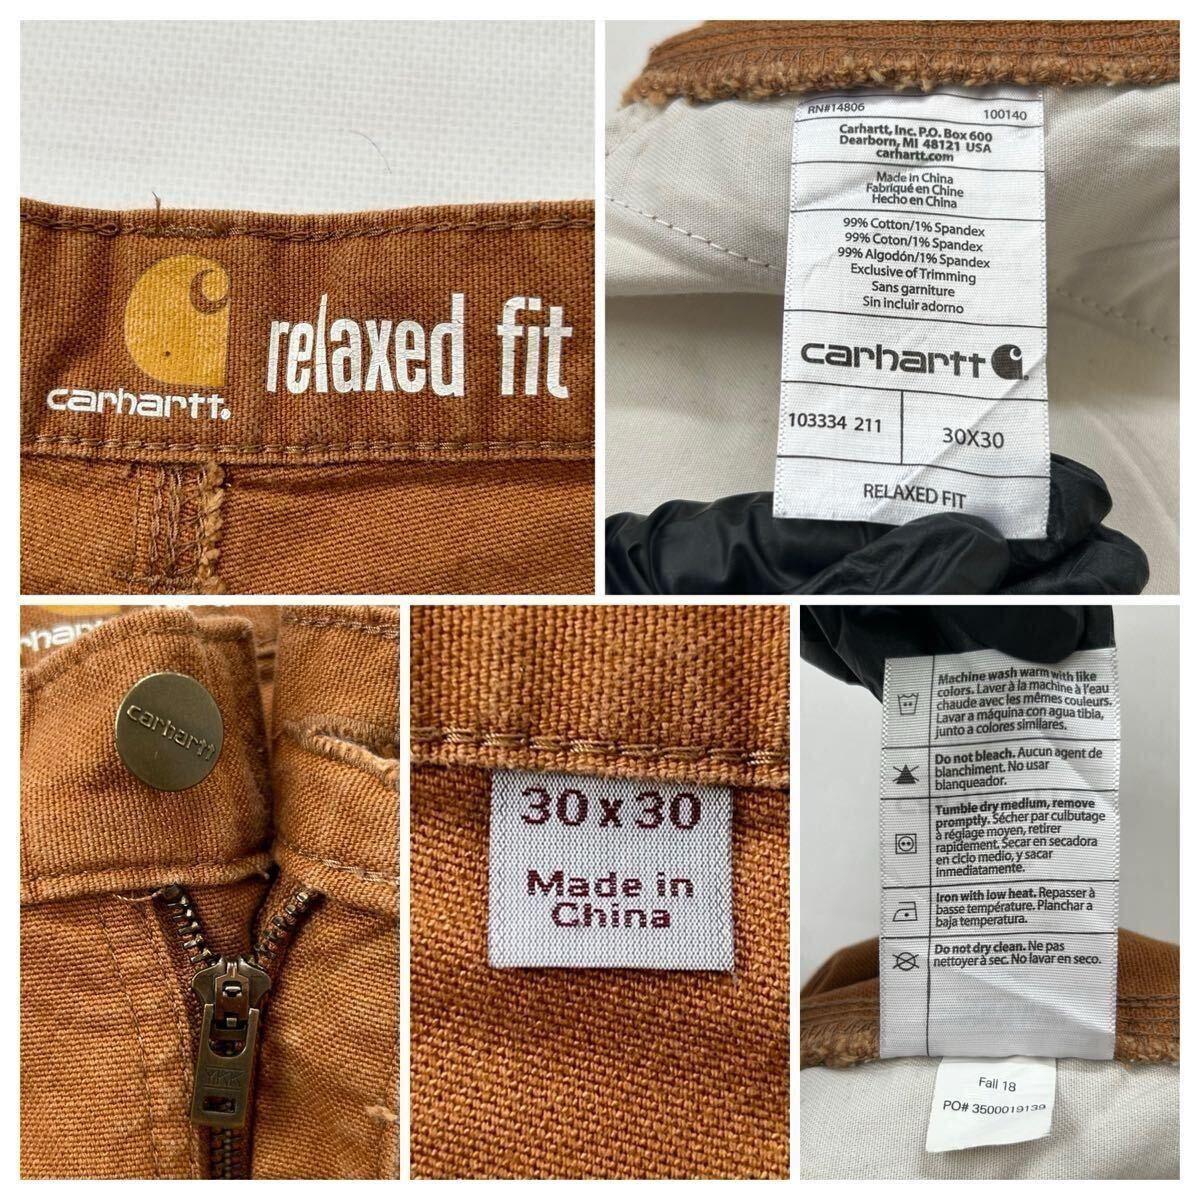 relaxed fit
carhartt®
RN#14806 100140
Carhartt, Inc. P.O. Box 600
Dearborn, MI 48121 USA
carhartt.com
Made in China
Fabriqué en Chine
Hecho en China
99% Cotton/1% Spandex
99% Coton/1% Spandex
99% Algodón/1% Spandex
Exclusive of Trimming
Sans garniture
Sin incluir adorno
carhartt
103334 211 30X30
RELAXED FIT
carhartt
YKK
30 x 30
Made in
China
Machine wash warm with like
colors. Laver à la machine à l'eau
chaude avec les mêmes couleurs.
Lavar a máquina con agua tibia,
junto a colores similares.
Do not bleach. Aucun agent de
blanchiment. No usar
blanqueador.
Tumble dry medium, remove
promptly. Sécher par culbutage
à réglage moyen, retirer
rapidement. Secar en secadora
en ciclo medio, y sacar
inmediatamente.
Iron with low heat. Repasser à
basse température. Planchar a
baja temperatura.
Do not dry clean. Ne pas
nettoyer à sec. No lavar en seco.
Fall 18
PO# 3500019139